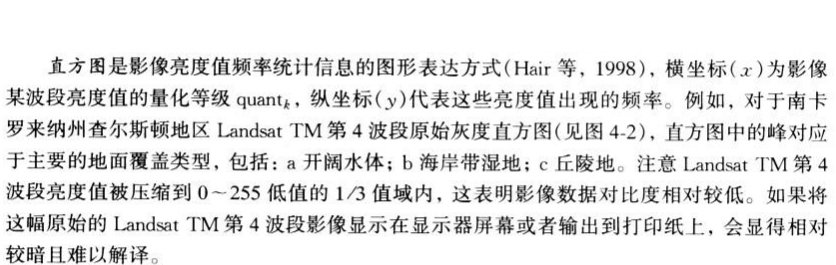 直方图是影像亮度值频率统计信息的图形表达方式(Hair 等, 1998), 横坐标(x)为影像
某波段亮度值的量化等级 quantₖ, 纵坐标(y)代表这些亮度值出现的频率。例如, 对于南卡
罗来纳州查尔斯顿地区 Landsat TM 第 4 波段原始灰度直方图(见图 4-2), 直方图中的峰对应
于主要的地面覆盖类型, 包括: a 开阔水体; b 海岸带湿地; c 丘陵地。注意 Landsat TM 第 4
波段亮度值被压缩到 0~255 低值的 1/3 值域内, 这表明影像数据对比度相对较低。如果将
这幅原始的 Landsat TM 第 4 波段影像显示在显示器屏幕或者输出到打印纸上, 会显得相对
较暗且难以解译。